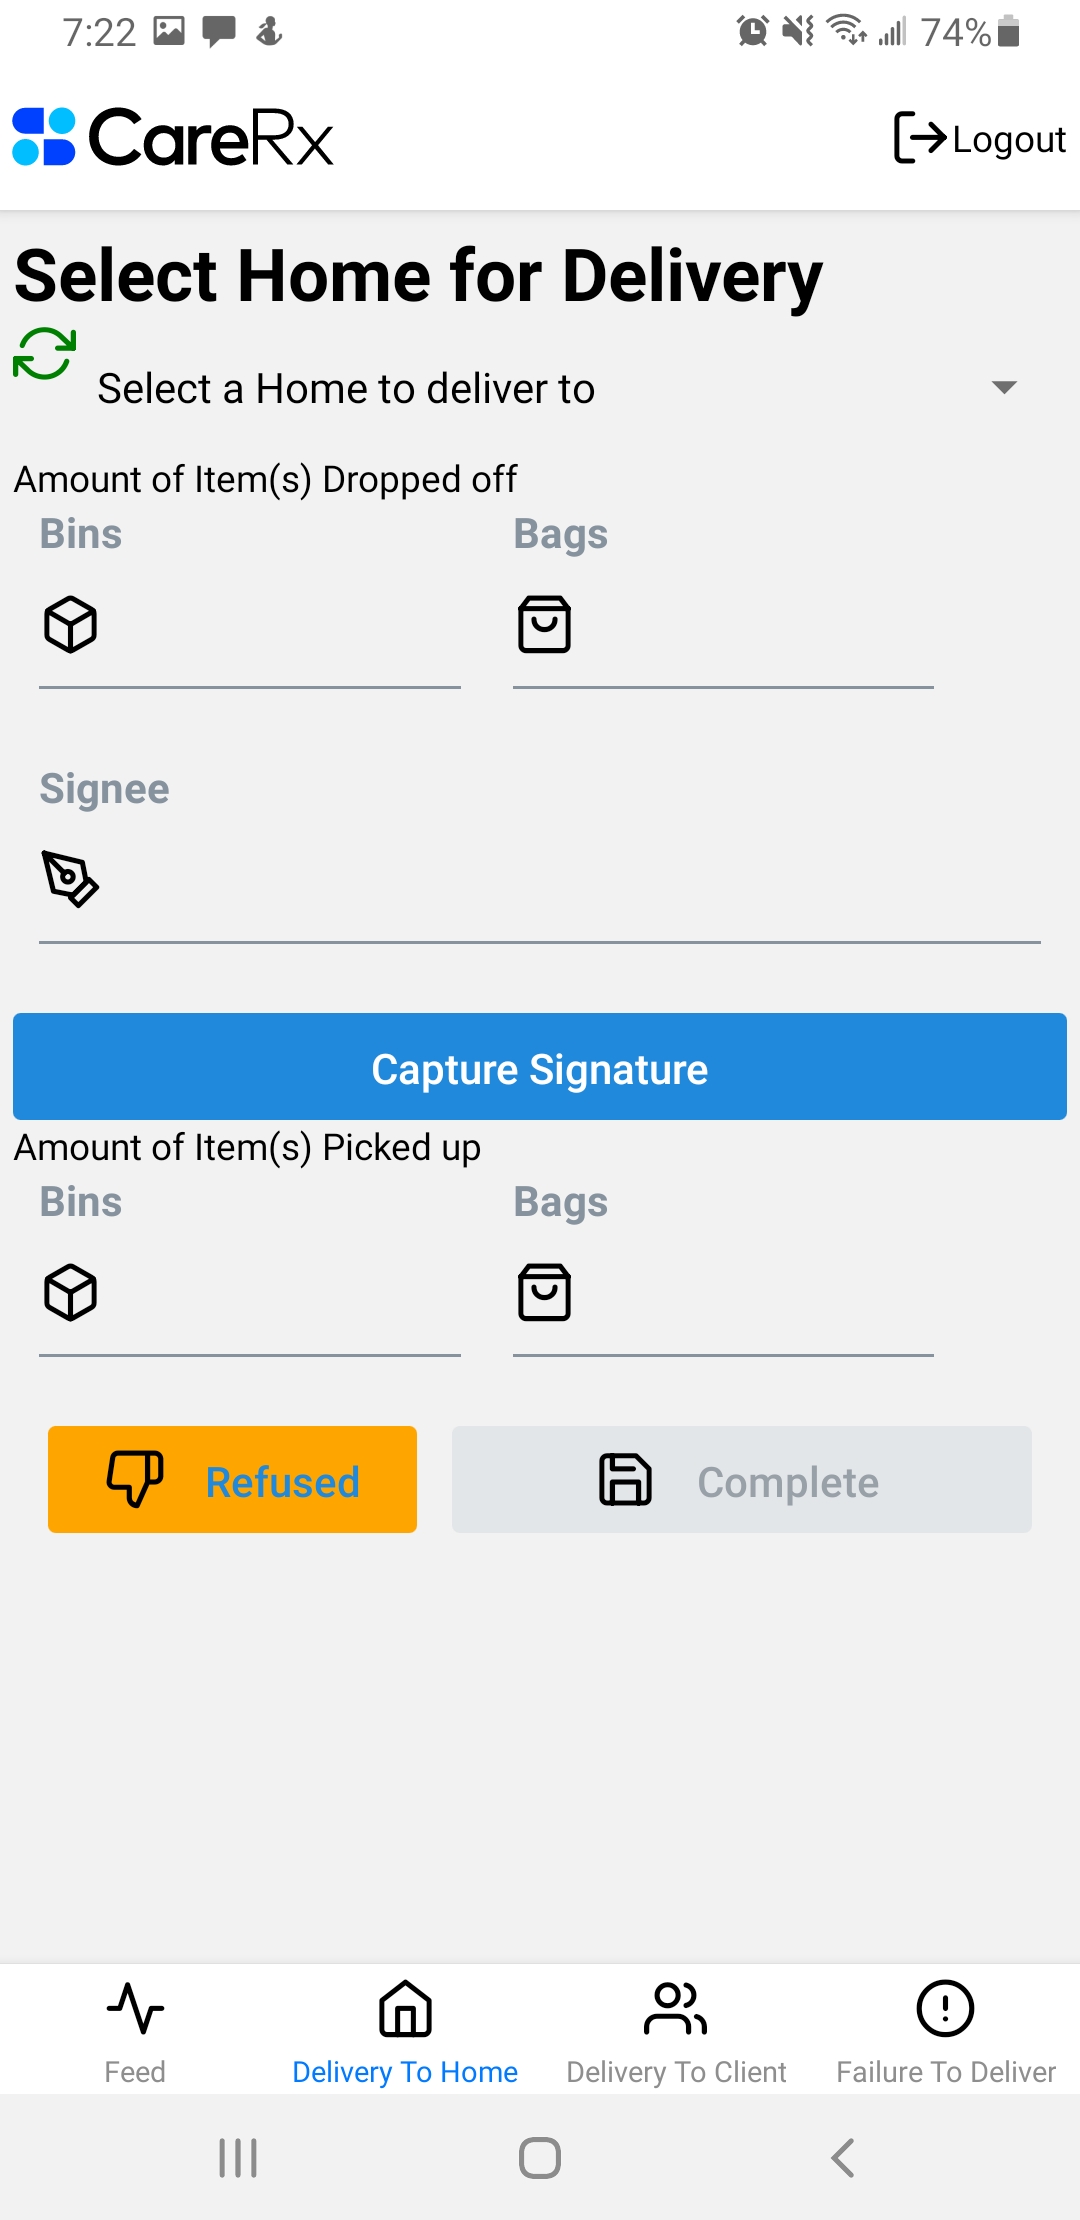 7:22 74%
CareRx Logout
Select Home for Delivery
Select a Home to deliver to
Amount of Item(s) Dropped off
Bins Bags
Signee
Capture Signature
Amount of Item(s) Picked up
Bins Bags
Refused Complete
Feed Delivery To Home Delivery To Client Failure To Deliver